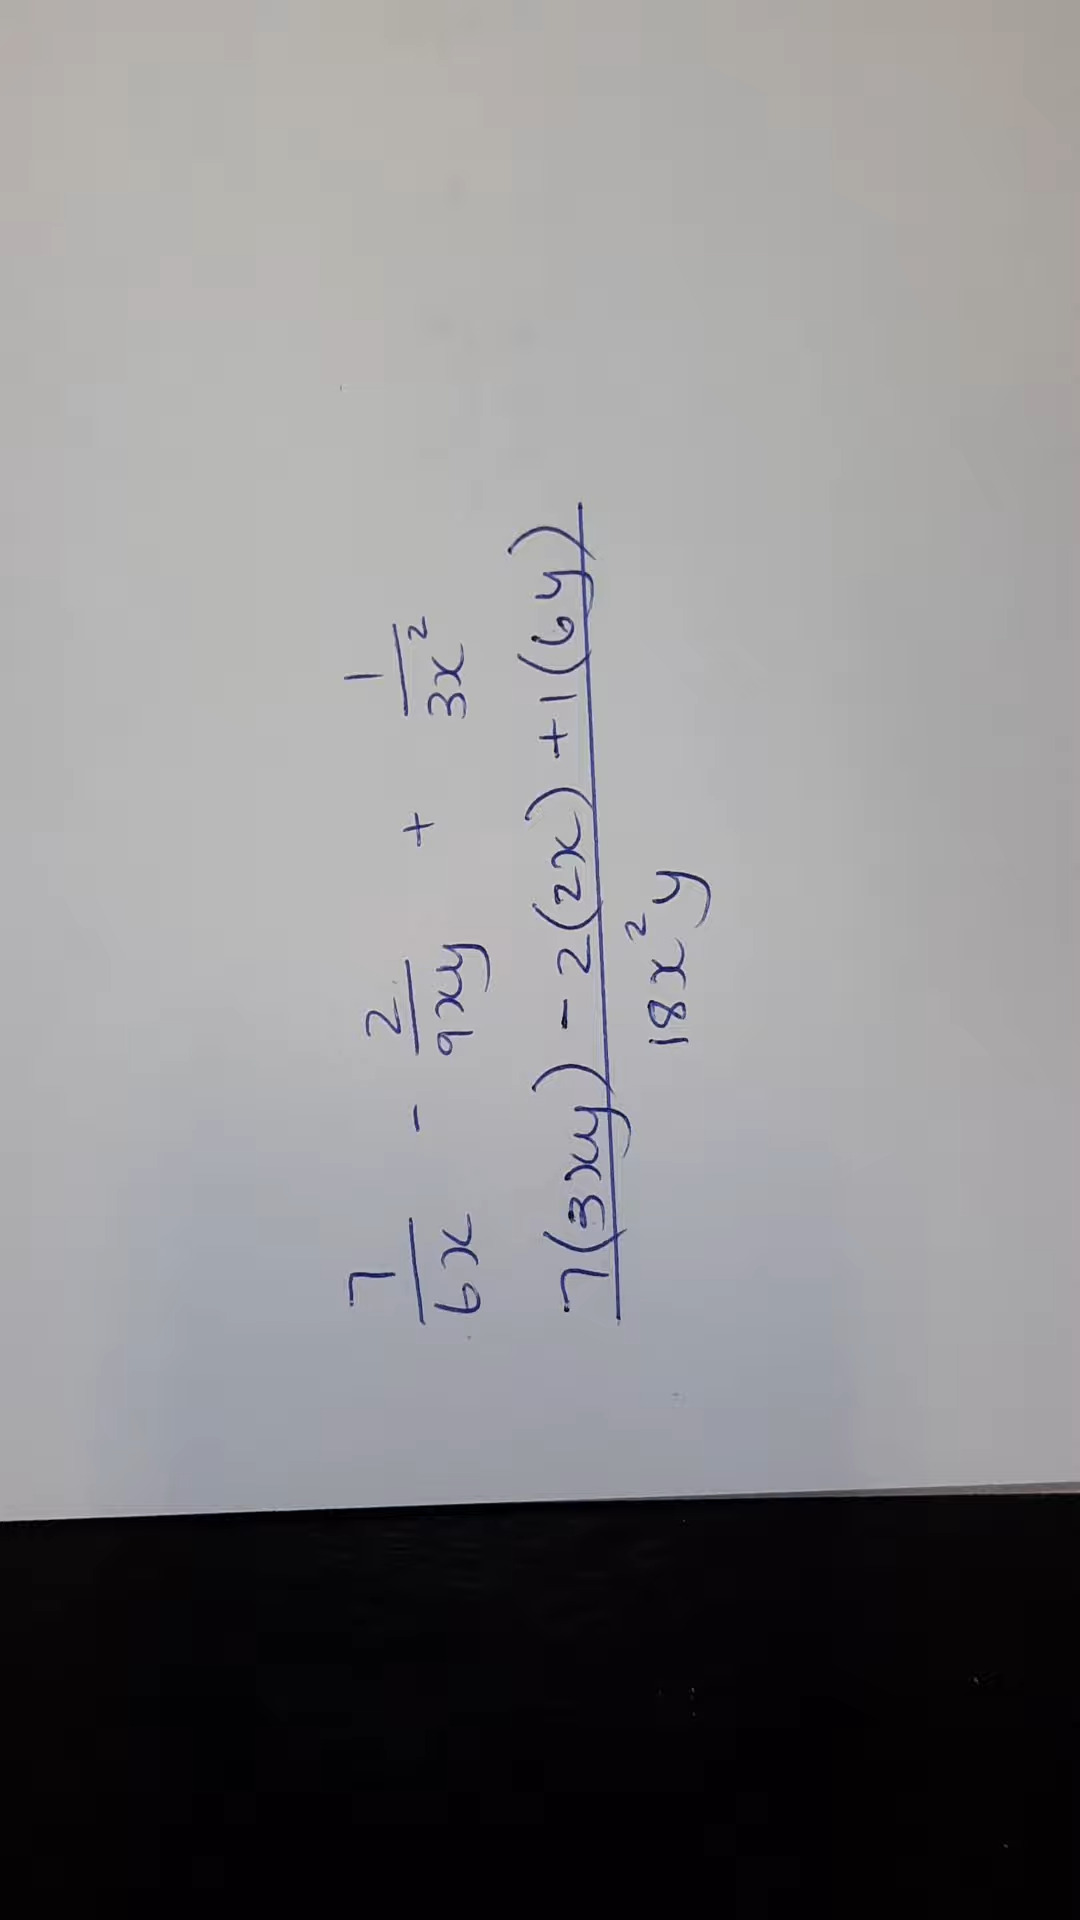 7/6x - 2/9xy + 1/3x²
7(3xy) - 2(2x) + 1(6y)
18x²y